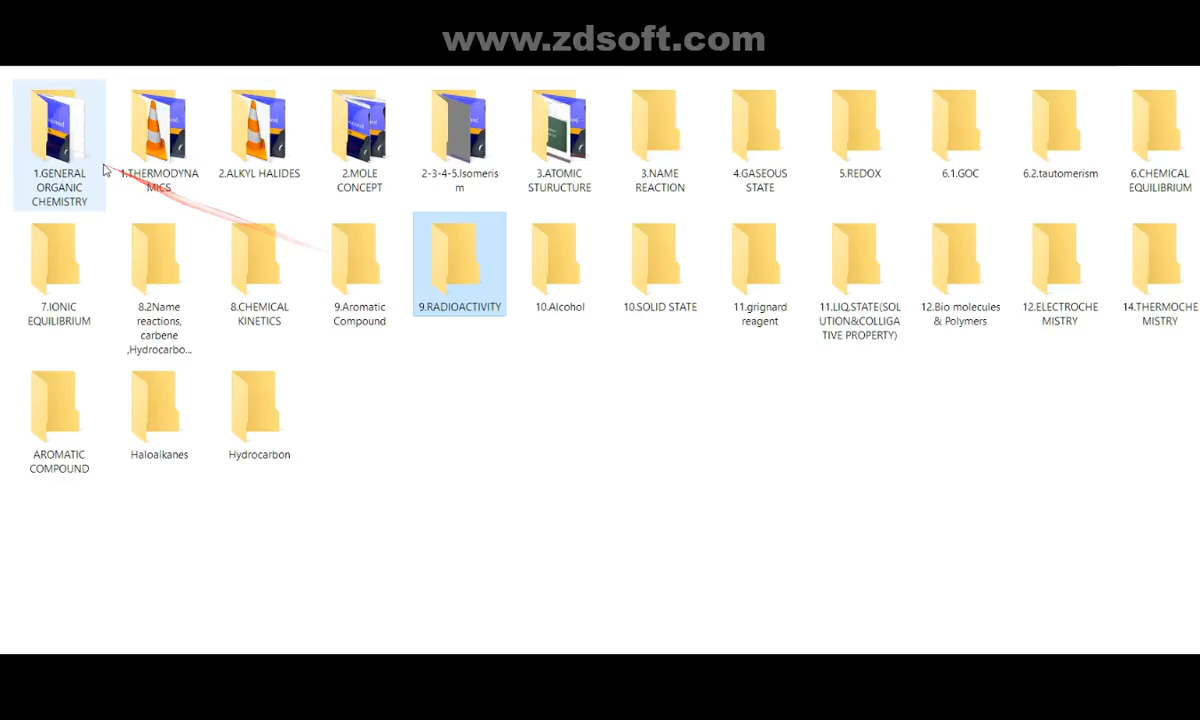 www.zdsoft.com
1.GENERAL
ORGANIC
CHEMISTRY
1.THERMODYNA
MICS
2.ALKYL HALIDES
2.MOLE
CONCEPT
2-3-4-5.Isomeris
m
3.ATOMIC
STURUCTURE
3.NAME
REACTION
4.GASEOUS
STATE
5.REDOX
6.1.GOC
6.2.tautomerism
6.CHEMICAL
EQUILIBRIUM
7.IONIC
EQUILIBRIUM
8.2Name
reactions,
carbene
,Hydrocarbo...
8.CHEMICAL
KINETICS
9.Aromatic
Compound
9.RADIOACTIVITY
10.Alcohol
10.SOLID STATE
11.grignard
reagent
11.LIQ.STATE(SOL
UTION&COLLIGA
TIVE PROPERTY)
12.Bio molecules
& Polymers
12.ELECTROCHE
MISTRY
14.THERMOCHE
MISTRY
AROMATIC
COMPOUND
Haloalkanes
Hydrocarbon